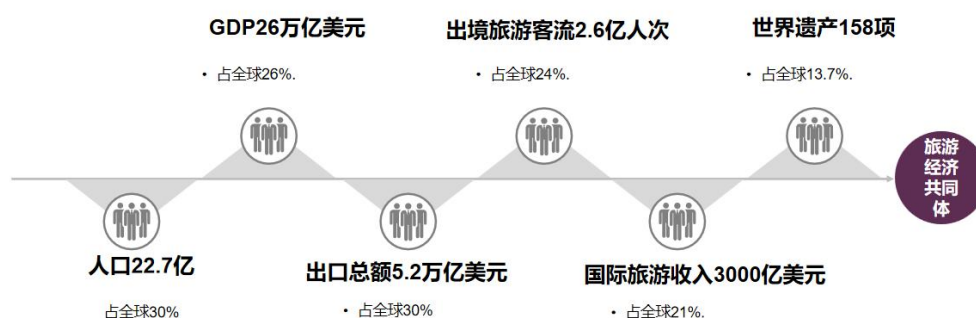 GDP26万亿美元
出境旅游客流2.6亿人次
世界遗产158项
• 占全球26%.
• 占全球24%.
• 占全球13.7%.
旅游
经济
共同
体
人口22.7亿
出口总额5.2万亿美元
国际旅游收入3000亿美元
占全球30%
• 占全球30%
• 占全球21%.